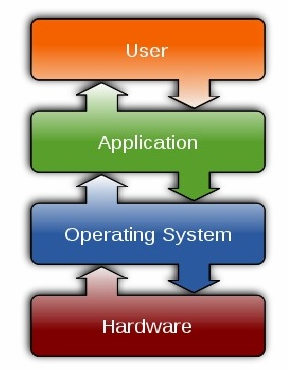 User
Application
Operating System
Hardware